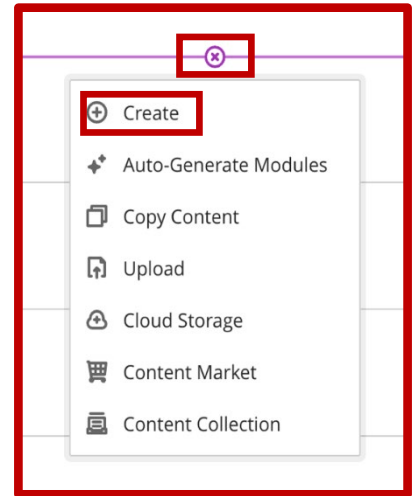 Create
Auto-Generate Modules
Copy Content
Upload
Cloud Storage
Content Market
Content Collection